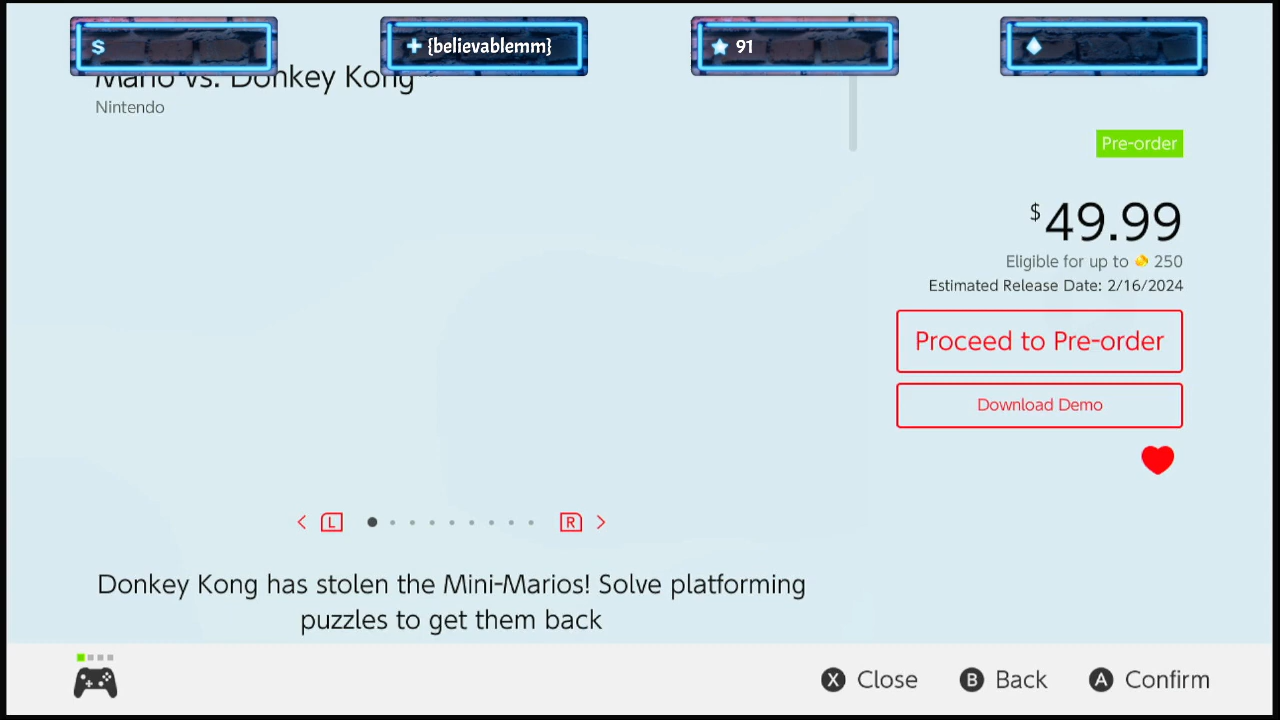 $
+ {believablemm}
91
Mario vs. Donkey Kong
Nintendo
Pre-order
$49.99
Eligible for up to 250
Estimated Release Date: 2/16/2024
Proceed to Pre-order
Download Demo
L
R
Donkey Kong has stolen the Mini-Marios! Solve platforming
puzzles to get them back
X Close B Back A Confirm